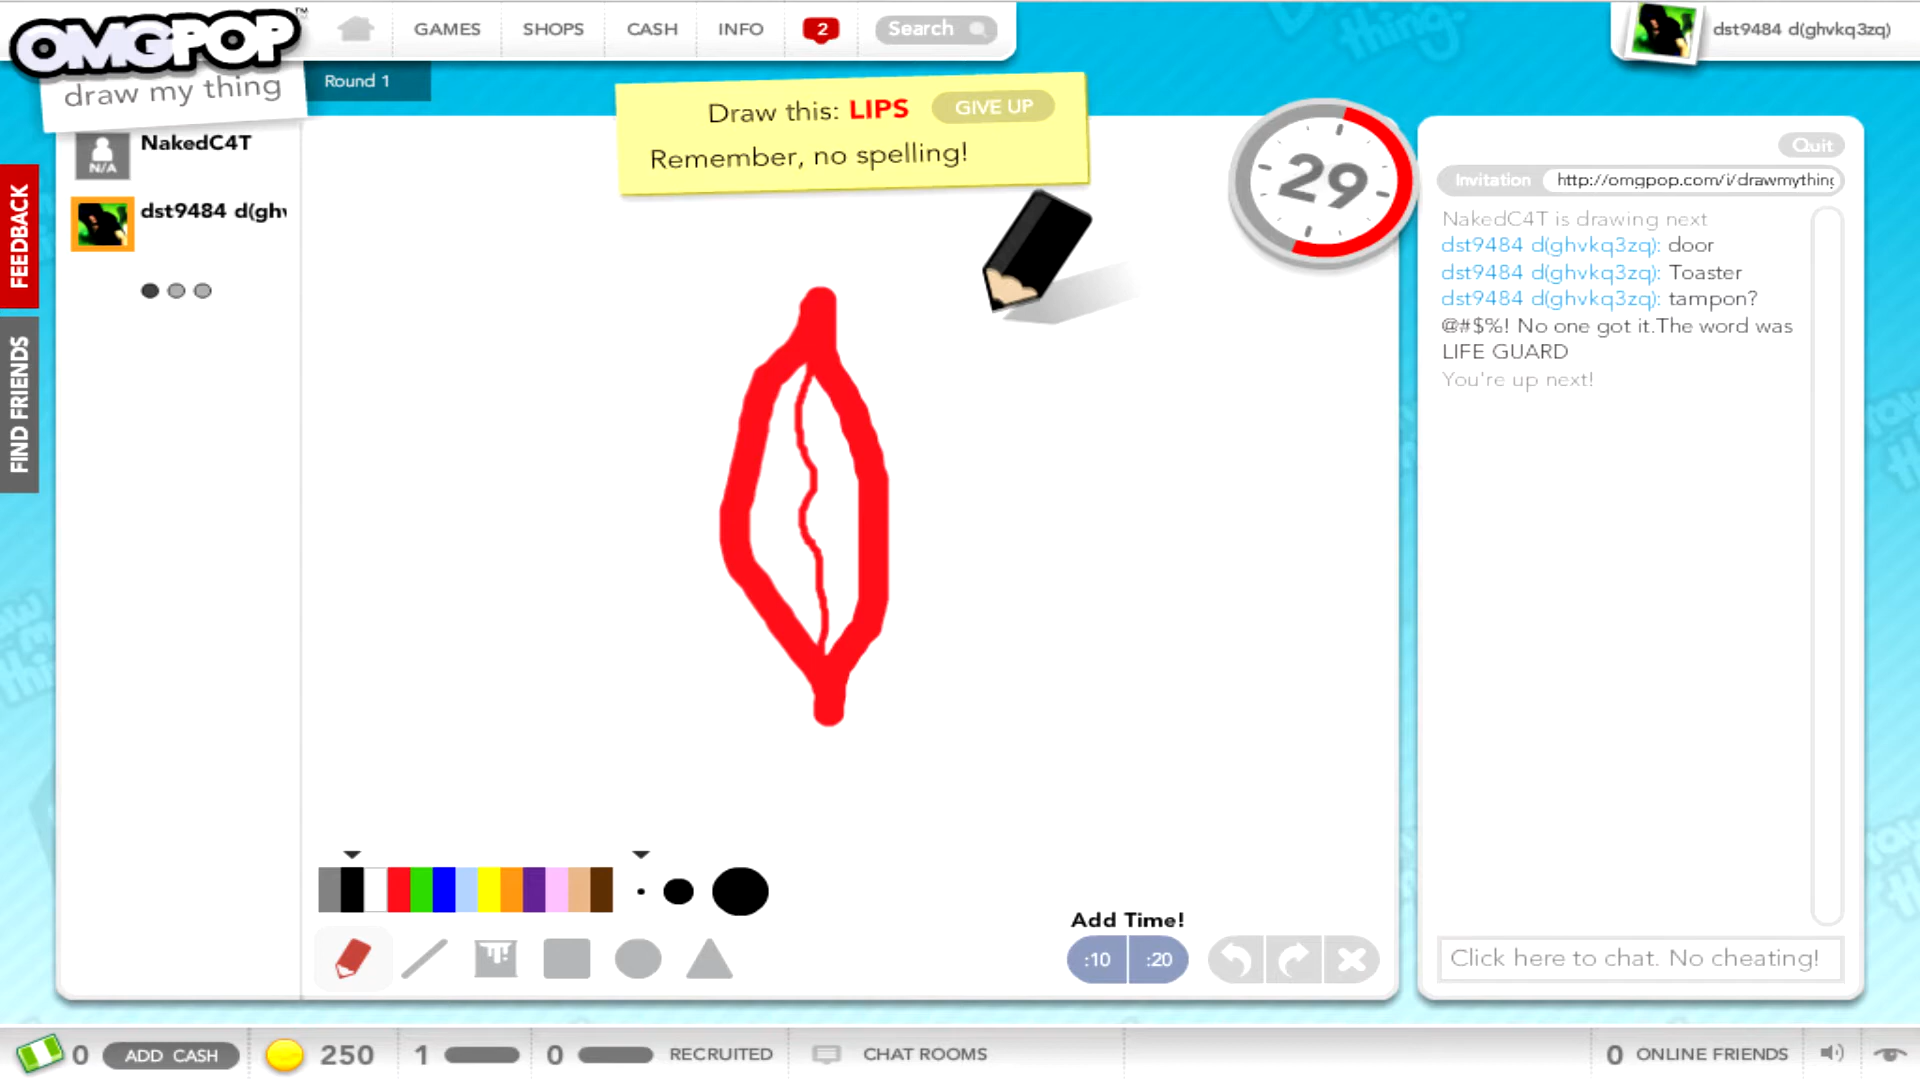 OMGPOP™
draw my thing
GAMES
SHOPS
CASH
INFO
2
Search
dst9484 d(ghvkq3zq)
Round 1
Draw this: LIPS
GIVE UP
Remember, no spelling!
29
N/A
NakedC4T
dst9484 d(ghv
FEEDBACK
FIND FRIENDS
Quit
Invitation
http://omgpop.com/i/drawmything
NakedC4T is drawing next
dst9484 d(ghvkq3zq): door
dst9484 d(ghvkq3zq): Toaster
dst9484 d(ghvkq3zq): tampon?
@#$%! No one got it.The word was
LIFE GUARD
You're up next!
Add Time!
:10
:20
Click here to chat. No cheating!
0
ADD CASH
250
1
0
RECRUITED
CHAT ROOMS
0
ONLINE FRIENDS